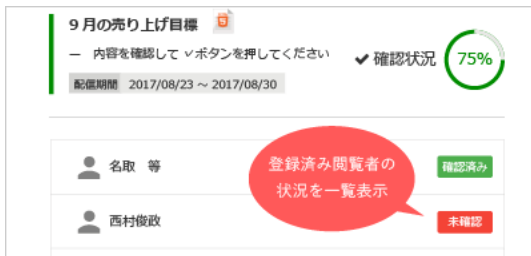 9月の売り上げ目標
― 内容を確認して✓ボタンを押してください
配信期間 2017/08/23 ～ 2017/08/30
✔確認状況 75%
名取 等
確認済み
登録済み閲覧者の
状況を一覧表示
西村俊政
未確認